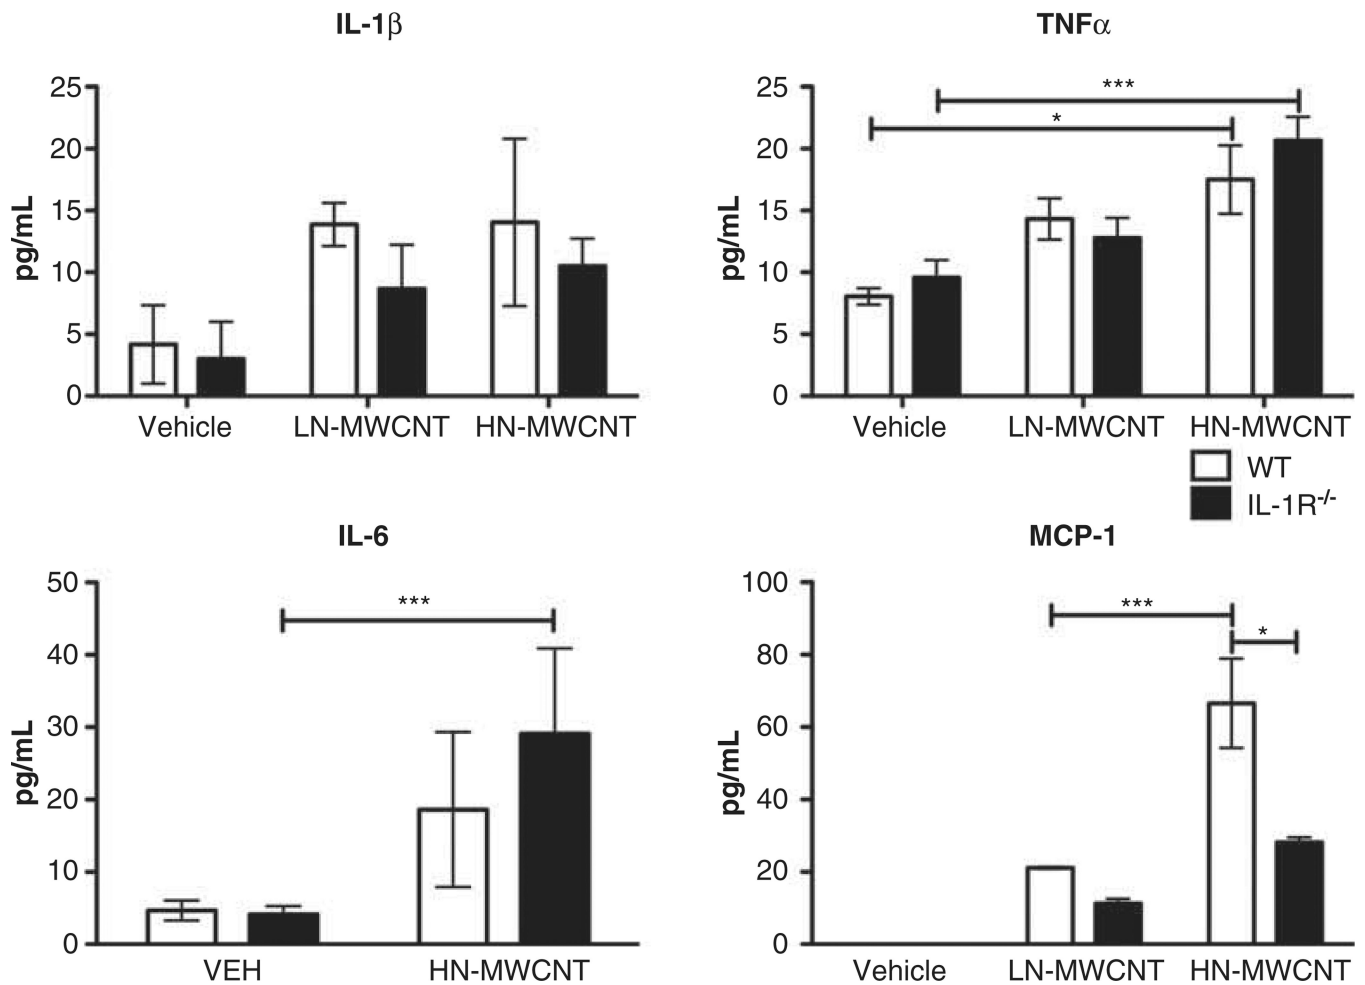 IL-1β
25
20
15
10
5
0
pg/mL
Vehicle
LN-MWCNT
HN-MWCNT
TNFα
25
20
15
10
5
0
pg/mL
***
*
Vehicle
LN-MWCNT
HN-MWCNT
WT
IL-1R-/-
IL-6
50
40
30
20
10
0
pg/mL
***
VEH
HN-MWCNT
MCP-1
100
80
60
40
20
0
pg/mL
***
*
Vehicle
LN-MWCNT
HN-MWCNT